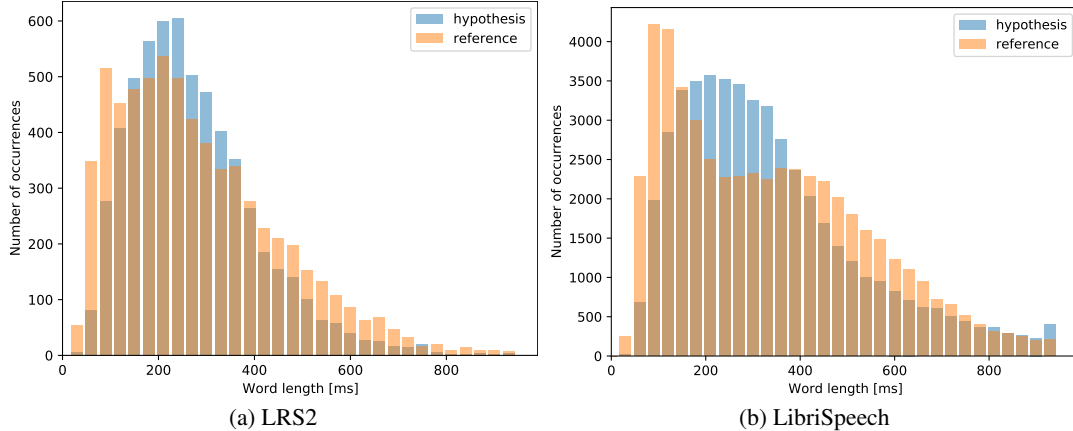 600
500
400
300
200
100
0
Number of occurrences
0 200 400 600 800
Word length [ms]
hypothesis
reference
(a) LRS2
4000
3500
3000
2500
2000
1500
1000
500
0
Number of occurrences
0 200 400 600 800
Word length [ms]
hypothesis
reference
(b) LibriSpeech